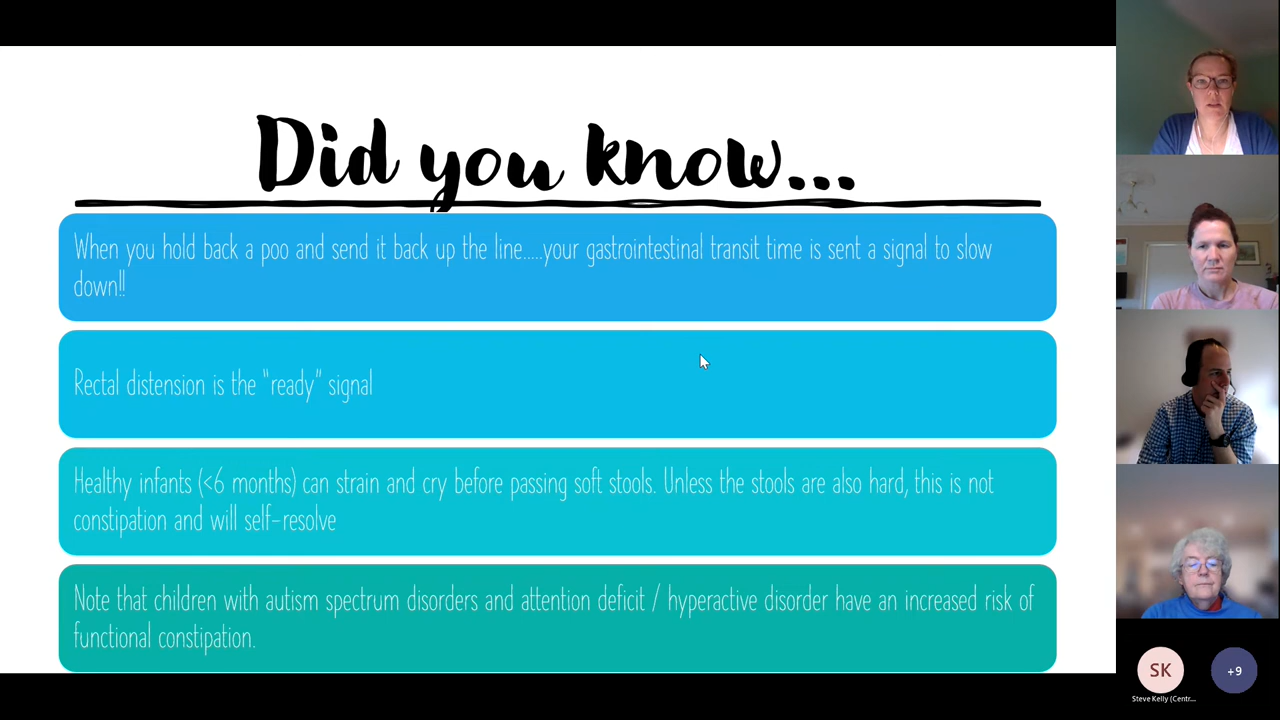 Did you know...
When you hold back a poo and send it back up the line.....your gastrointestinal transit time is sent a signal to slow
down!!
Rectal distension is the "ready" signal
Healthy infants (<6 months) can strain and cry before passing soft stools. Unless the stools are also hard, this is not
constipation and will self-resolve
Note that children with autism spectrum disorders and attention deficit / hyperactive disorder have an increased risk of
functional constipation.
SK
+9
Steve Kelly (Centr...